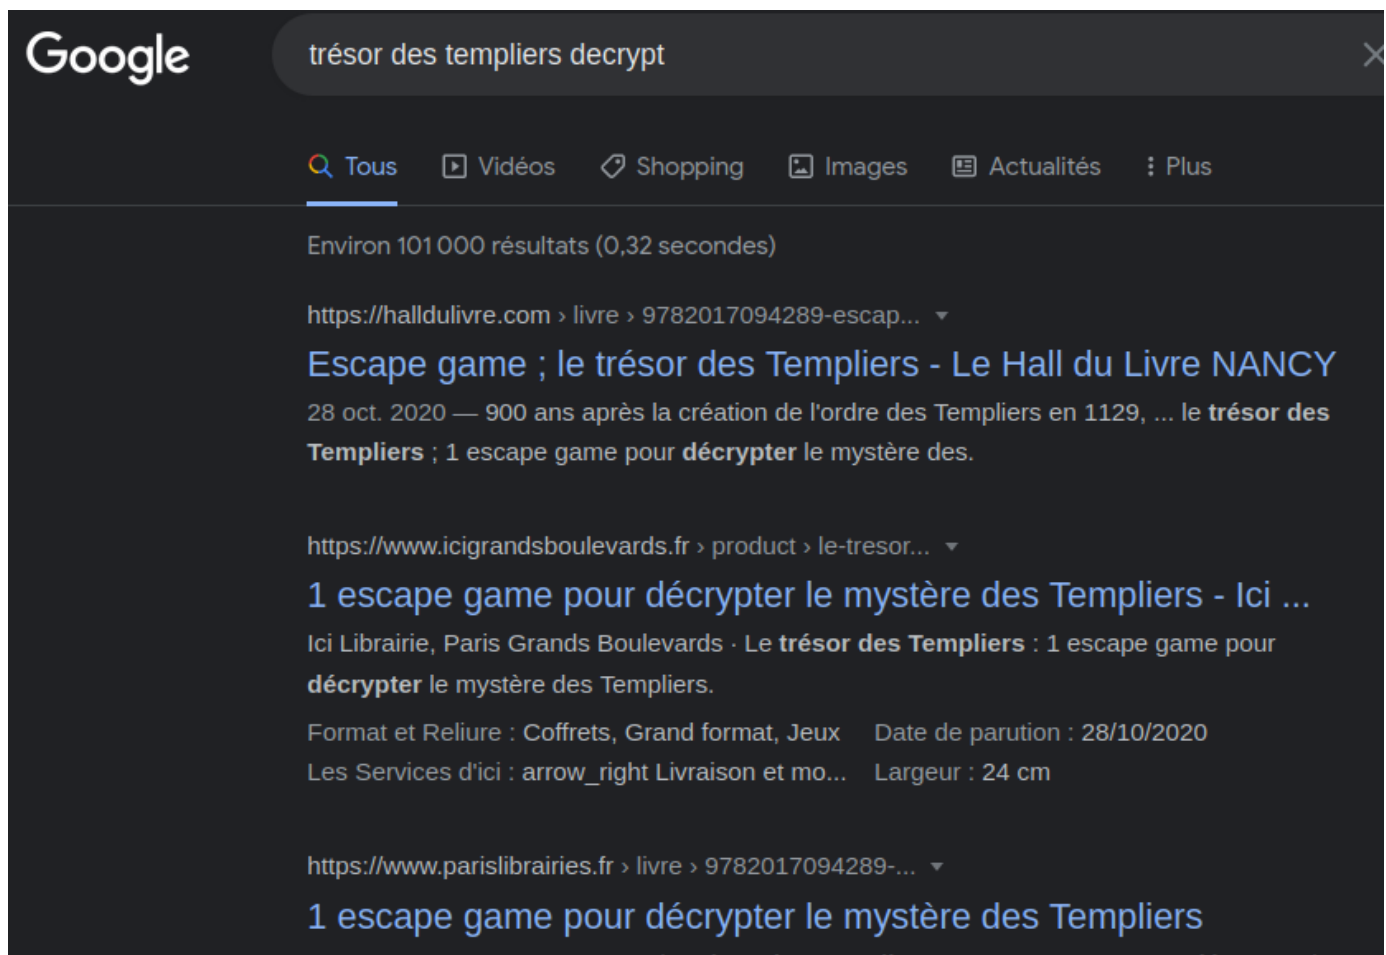 Google
trésor des templiers decrypt
Tous Vidéos Shopping Images Actualités Plus
Environ 101 000 résultats (0,32 secondes)
https://halldulivre.com › livre › 9782017094289-escap...
Escape game ; le trésor des Templiers - Le Hall du Livre NANCY
28 oct. 2020 — 900 ans après la création de l'ordre des Templiers en 1129, ... le trésor des
Templiers ; 1 escape game pour décrypter le mystère des.
https://www.icigrandsboulevards.fr › product › le-tresor...
1 escape game pour décrypter le mystère des Templiers - Ici ...
Ici Librairie, Paris Grands Boulevards · Le trésor des Templiers : 1 escape game pour
décrypter le mystère des Templiers.
Format et Reliure : Coffrets, Grand format, Jeux Date de parution : 28/10/2020
Les Services d'ici : arrow_right Livraison et mo... Largeur : 24 cm
https://www.parislibrairies.fr › livre › 9782017094289-...
1 escape game pour décrypter le mystère des Templiers